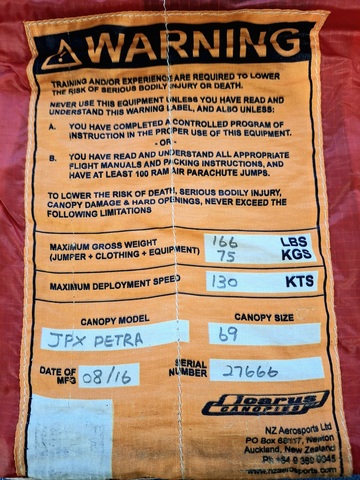 WARNING
TRAINING AND/OR EXPERIENCE ARE REQUIRED TO LOWER
THE RISK OF SERIOUS BODILY INJURY OR DEATH.
NEVER USE THIS EQUIPMENT UNLESS YOU HAVE READ AND
UNDERSTAND THIS WARNING LABEL, AND ALSO UNLESS:
A. YOU HAVE COMPLETED A CONTROLLED PROGRAM OF
INSTRUCTION IN THE PROPER USE OF THIS EQUIPMENT.
- OR -
B. YOU HAVE READ AND UNDERSTAND ALL APPROPRIATE
FLIGHT MANUALS AND PACKING INSTRUCTIONS, AND
HAVE AT LEAST 100 RAM AIR PARACHUTE JUMPS.
TO LOWER THE RISK OF DEATH, SERIOUS BODILY INJURY,
CANOPY DAMAGE & HARD OPENINGS, NEVER EXCEED THE
FOLLOWING LIMITATIONS
MAXIMUM GROSS WEIGHT 166 LBS
(JUMPER + CLOTHING + EQUIPMENT) 75 KGS
MAXIMUM DEPLOYMENT SPEED 130 KTS
CANOPY MODEL CANOPY SIZE
JPX PETRA 69
DATE OF MFG 08/16 SERIAL NUMBER 27666
Icarus
CANOPIES
NZ Aerosports Ltd
PO Box Newton
Auckland, New Zealand
www.nzaerosports.com